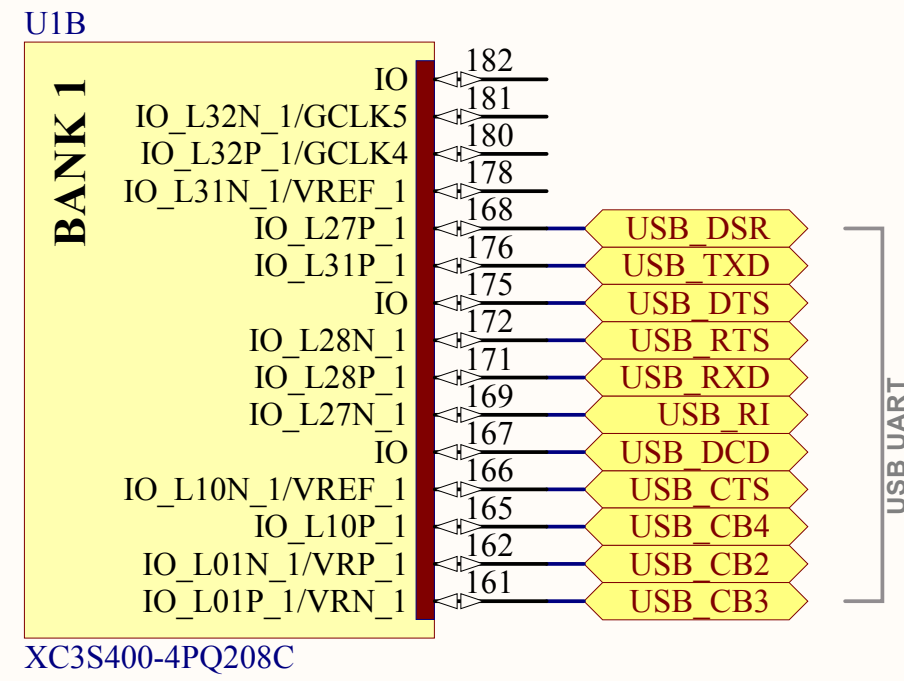 U1B
BANK 1
IO 182
IO_L32N_1/GCLK5 181
IO_L32P_1/GCLK4 180
IO_L31N_1/VREF_1 178
IO_L27P_1 168 USB_DSR
IO_L31P_1 176 USB_TXD
IO 175 USB_DTS
IO_L28N_1 172 USB_RTS
IO_L28P_1 171 USB_RXD
IO_L27N_1 169 USB_RI
IO 167 USB_DCD
IO_L10N_1/VREF_1 166 USB_CTS
IO_L10P_1 165 USB_CB4
IO_L01N_1/VRP_1 162 USB_CB2
IO_L01P_1/VRN_1 161 USB_CB3
USB UART
XC3S400-4PQ208C